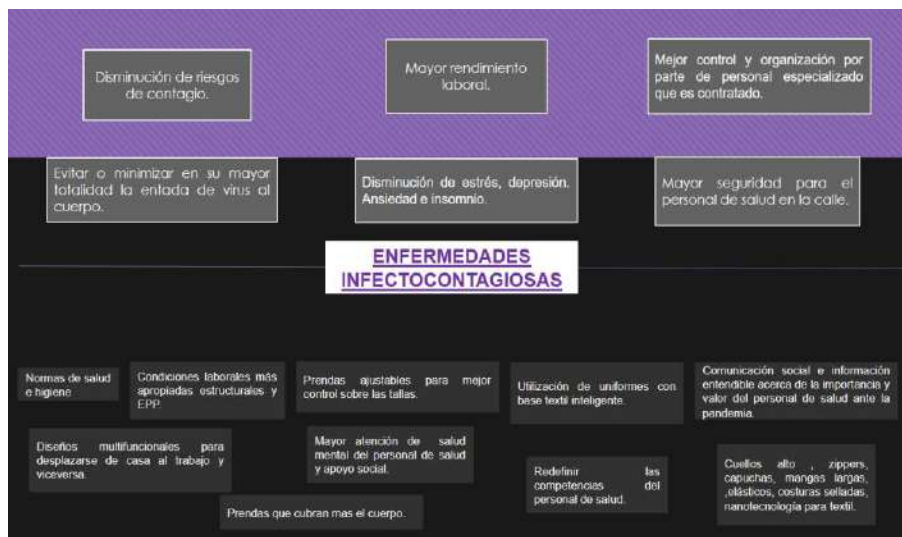 Disminución de riesgos
de contagio.
Mayor rendimiento
laboral.
Mejor control y organización por
parte de personal especializado
que es contratado.
Evitar o minimizar en su mayor
totalidad la entada de virus al
cuerpo.
Disminución de estrés, depresión.
Ansiedad e insomnio.
Mayor seguridad para el
personal de salud en la calle.
ENFERMEDADES
INFECTOCONTAGIOSAS
Normas de salud
e higiene
Condiciones laborales más
apropiadas estructurales y
EPP.
Prendas ajustables para mejor
control sobre las tallas.
Utilización de uniformes con
base textil inteligente.
Comunicación social e información
entendible acerca de la importancia y
valor del personal de salud ante la
pandemia.
Diseños multifuncionales para
desplazarse de casa al trabajo y
viceversa.
Mayor atención de salud
mental del personal de salud
y apoyo social.
Redefinir las
competencias del
personal de salud.
Cuellos alto , zippers,
capuchas, mangas largas,
,elásticos, costuras selladas,
nanotecnología para textil.
Prendas que cubran mas el cuerpo.